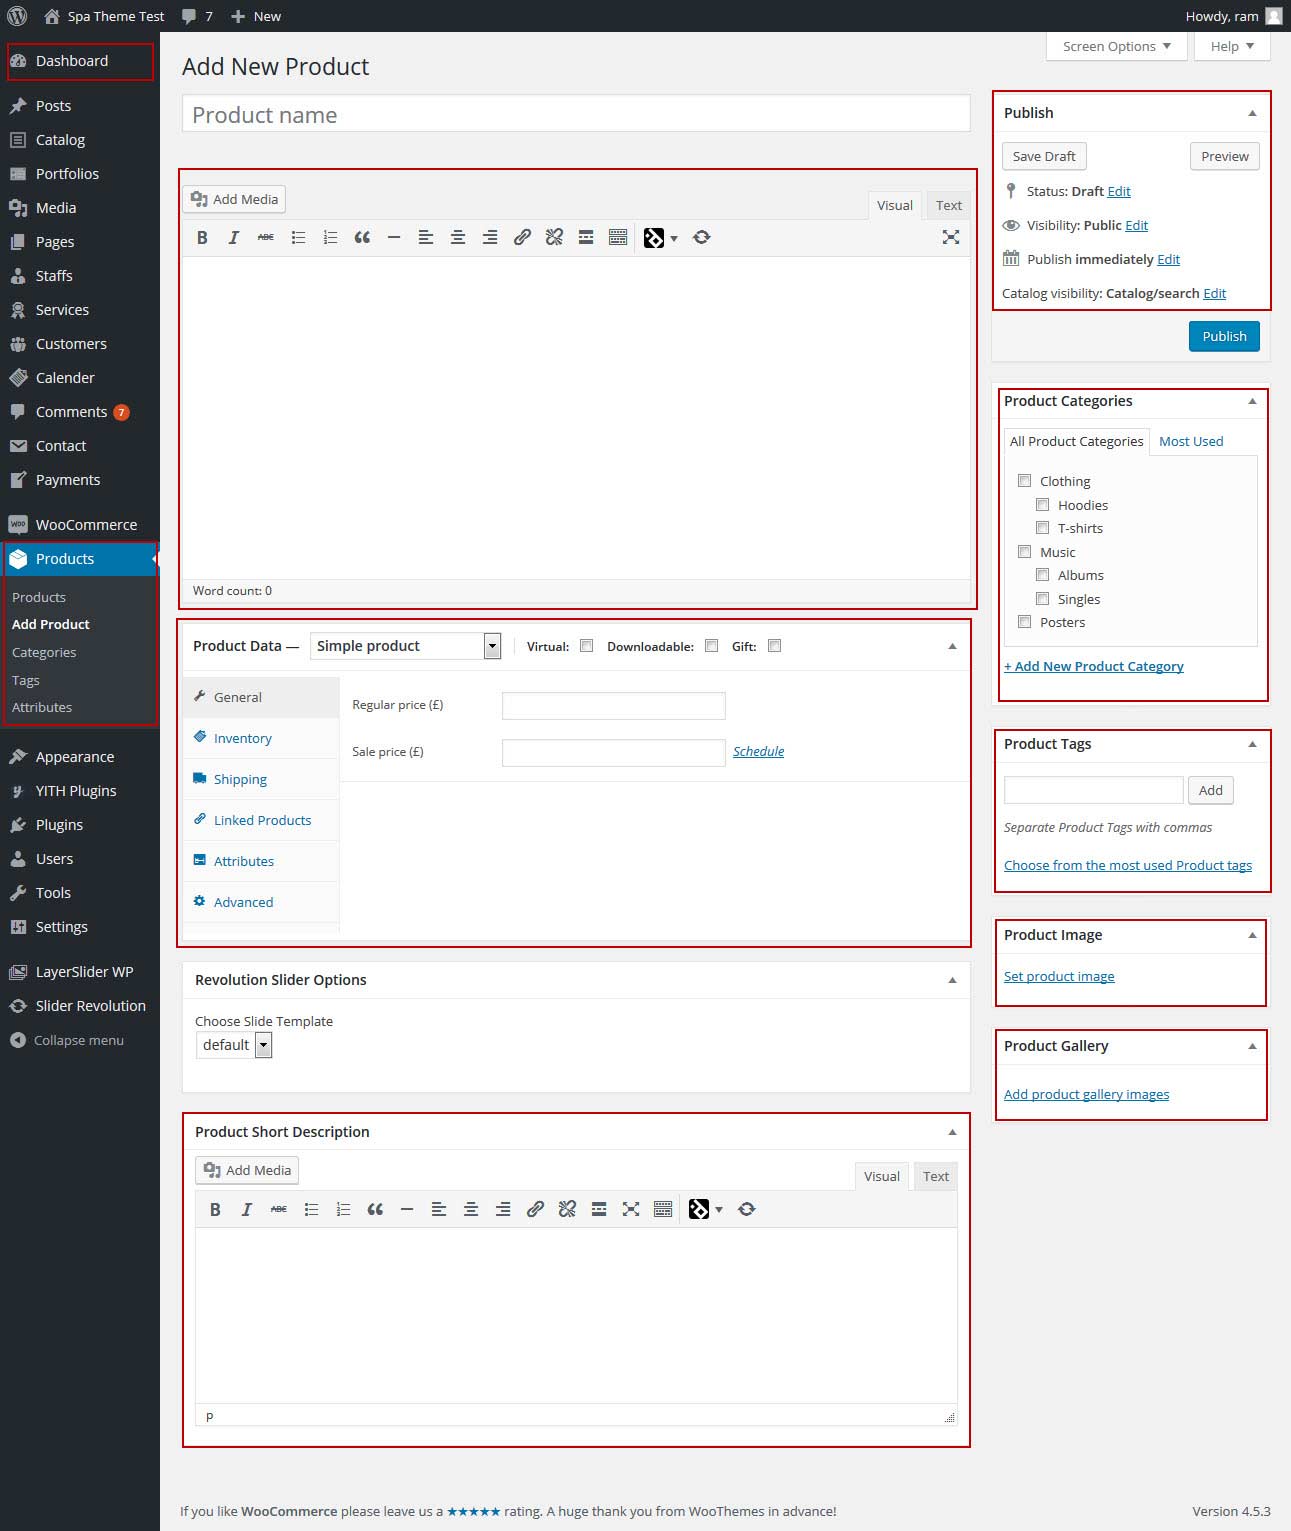 Spa Theme Test 7 New Howdy, ram
Dashboard
Posts
Catalog
Portfolios
Media
Pages
Staffs
Services
Customers
Calender
Comments 7
Contact
Payments
WOO WooCommerce
Products
Products
Add Product
Categories
Tags
Attributes
Appearance
YITH Plugins
Plugins
Users
Tools
Settings
LayerSlider WP
Slider Revolution
Collapse menu
Screen Options Help
Add New Product
Product name
Add Media
Visual Text
B I ABC
Word count: 0
Product Data — Simple product Virtual: Downloadable: Gift:
General
Inventory
Shipping
Linked Products
Attributes
Advanced
Regular price (£)
Sale price (£) Schedule
Revolution Slider Options
Choose Slide Template
default
Product Short Description
Add Media
Visual Text
B I ABC
p
Publish
Save Draft Preview
Status: Draft Edit
Visibility: Public Edit
Publish immediately Edit
Catalog visibility: Catalog/search Edit
Publish
Product Categories
All Product Categories Most Used
Clothing
Hoodies
T-shirts
Music
Albums
Singles
Posters
+ Add New Product Category
Product Tags
Add
Separate Product Tags with commas
Choose from the most used Product tags
Product Image
Set product image
Product Gallery
Add product gallery images
If you like WooCommerce please leave us a ★★★★★ rating. A huge thank you from WooThemes in advance! Version 4.5.3